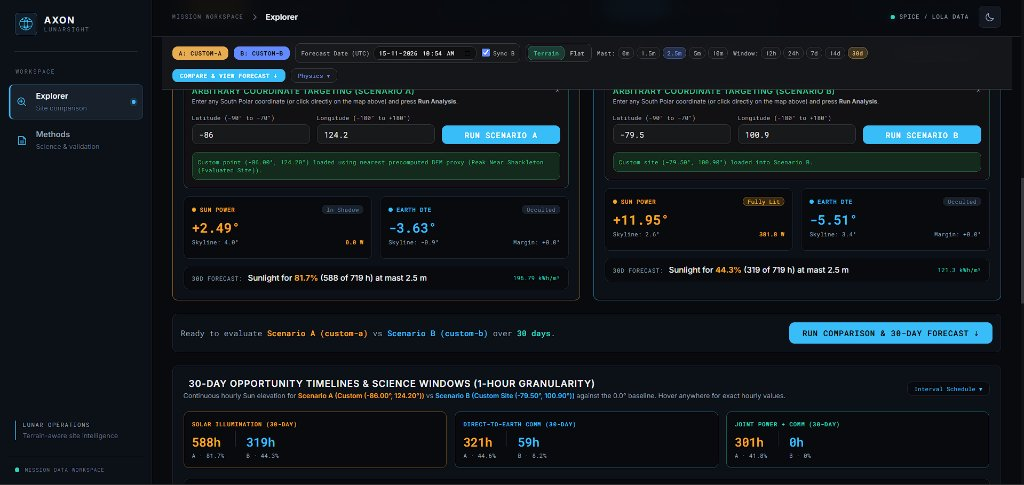 AXON
LUNARSIGHT
WORKSPACE
Explorer
Site comparison
Methods
Science & validation
LUNAR OPERATIONS
Terrain-aware site intelligence
MISSION DATA WORKSPACE
MISSION WORKSPACE > Explorer
SPICE / LOLA DATA
A: CUSTOM-A B: CUSTOM-B Forecast Date (UTC) 15-11-2026 10:54 AM Sync B Terrain Flat Mast: 0m 1.5m 2.5m 5m 10m Window: 12h 24h 7d 14d 30d
COMPARE & VIEW FORECAST ↓ Physics ▾
ARBITRARY COORDINATE TARGETING (SCENARIO A)
Enter any South Polar coordinate (or click directly on the map above) and press Run Analysis.
Latitude (-90° to -70°) Longitude (-180° to +180°)
-86 124.2 RUN SCENARIO A
Custom point (-86.00°, 124.20°) loaded using nearest precomputed DEM proxy (Peak Near Shackleton
(Evaluated Site)).
SUN POWER In Shadow
+2.49°
Skyline: 4.0° 0.0 W
EARTH DTE Occulted
-3.63°
Skyline: -0.9° Margin: +0.0°
30D FORECAST: Sunlight for 81.7% (588 of 719 h) at mast 2.5 m 196.79 kWh/m²
ARBITRARY COORDINATE TARGETING (SCENARIO B)
Enter any South Polar coordinate (or click directly on the map above) and press Run Analysis.
Latitude (-90° to -70°) Longitude (-180° to +180°)
-79.5 100.9 RUN SCENARIO B
Custom site (-79.50°, 100.90°) loaded into Scenario B.
SUN POWER Fully Lit
+11.95°
Skyline: 2.6° 301.8 W
EARTH DTE Occulted
-5.51°
Skyline: 3.4° Margin: +0.0°
30D FORECAST: Sunlight for 44.3% (319 of 719 h) at mast 2.5 m 121.3 kWh/m²
Ready to evaluate Scenario A (custom-a) vs Scenario B (custom-b) over 30 days.
RUN COMPARISON & 30-DAY FORECAST ↓
30-DAY OPPORTUNITY TIMELINES & SCIENCE WINDOWS (1-HOUR GRANULARITY)
Continuous hourly Sun elevation for Scenario A (Custom (-86.00°, 124.20°)) vs Scenario B (Custom Site (-79.50°, 100.90°)) against the 0.0° baseline. Hover anywhere for exact hourly values.
Interval Schedule ▾
SOLAR ILLUMINATION (30-DAY)
588h 319h
A · 81.7% B · 44.3%
DIRECT-TO-EARTH COMM (30-DAY)
321h 59h
A · 44.6% B · 8.2%
JOINT POWER + COMM (30-DAY)
301h 0h
A · 41.8% B · 0%